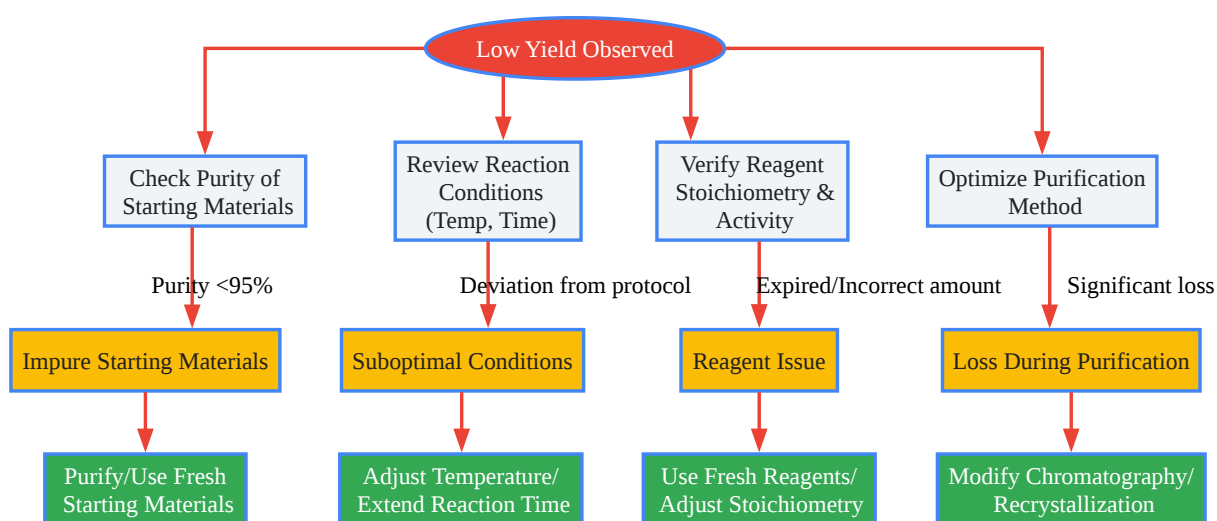 Low Yield Observed
Check Purity of
Starting Materials
Review Reaction
Conditions
(Temp, Time)
Verify Reagent
Stoichiometry &
Activity
Optimize Purification
Method
Purity <95%
Deviation from protocol
Expired/Incorrect amount
Significant loss
Impure Starting Materials
Suboptimal Conditions
Reagent Issue
Loss During Purification
Purify/Use Fresh
Starting Materials
Adjust Temperature/
Extend Reaction Time
Use Fresh Reagents/
Adjust Stoichiometry
Modify Chromatography/
Recrystallization